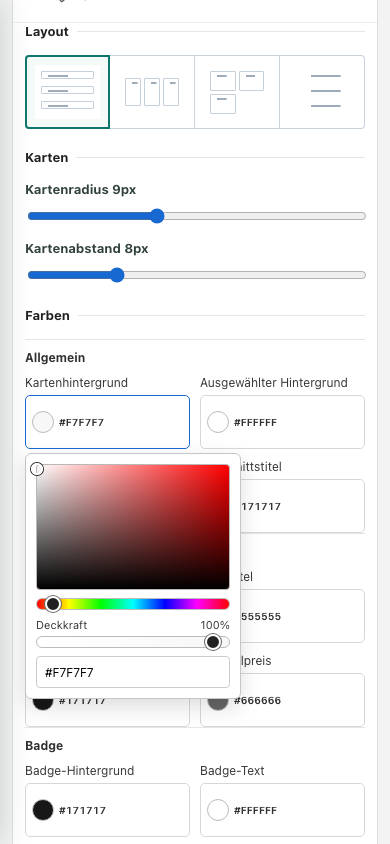 Layout
Karten
Kartenradius 9px
Kartenabstand 8px
Farben
Allgemein
Kartenhintergrund
Ausgewählter Hintergrund
#F7F7F7
#FFFFFF
#171717
#555555
Deckkraft
100%
#F7F7F7
#171717
#666666
Badge
Badge-Hintergrund
Badge-Text
#171717
#FFFFFF